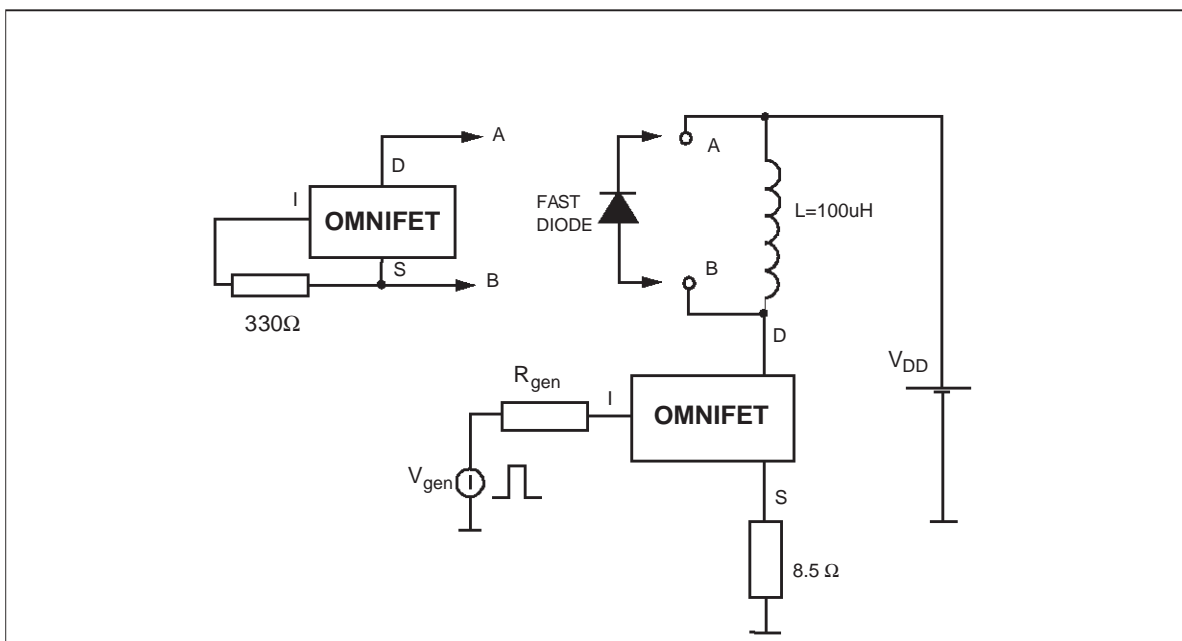 A
D
I
OMNIFET
S
B
330Ω
FAST
DIODE
A
L=100uH
B
D
V_DD
R_gen
I
OMNIFET
V_gen
S
8.5 Ω